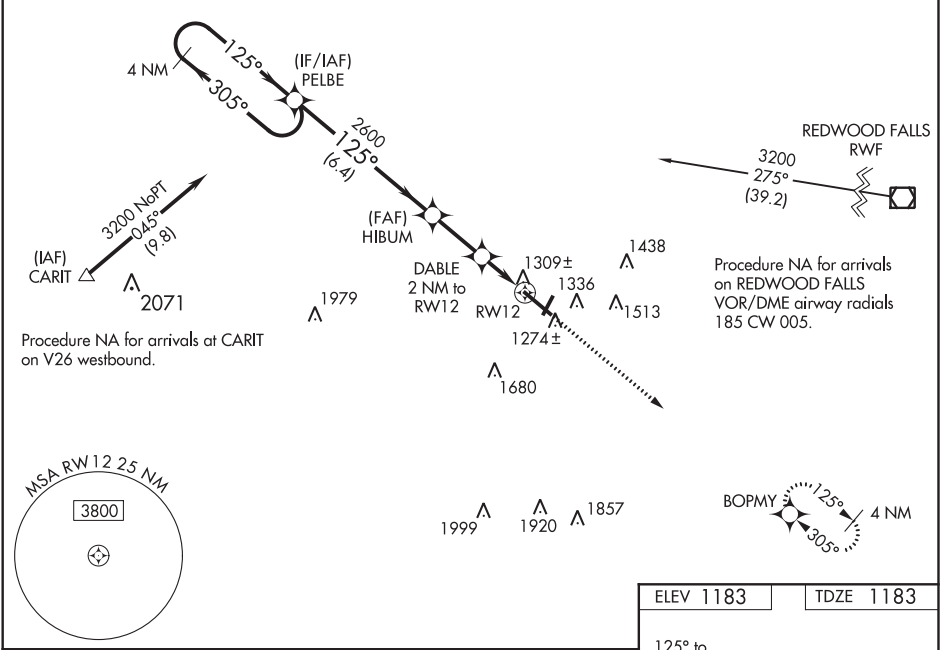 125°
4 NM
305°
(IF/IAF)
PELBE
2600
125°
(6.4)
REDWOOD FALLS
RWF
3200
275°
(39.2)
3200 NoPT
045°
(9.8)
(IAF)
CARIT
2071
(FAF)
HIBUM
DABLE
2 NM to
RW12
RW12
1309±
1336
1438
1513
1274±
1979
1680
Procedure NA for arrivals
on REDWOOD FALLS
VOR/DME airway radials
185 CW 005.
Procedure NA for arrivals at CARIT
on V26 westbound.
MSA RW12 25 NM
3800
1999
1920
1857
BOPMY
125°
4 NM
305°
ELEV 1183
TDZE 1183
125° to